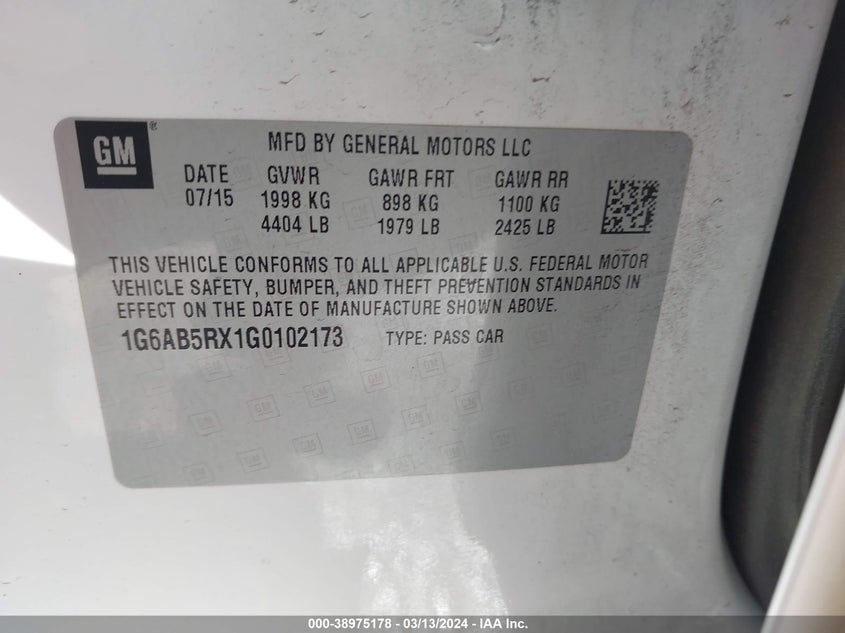 GM ®
MFD BY GENERAL MOTORS LLC
DATE GVWR GAWR FRT GAWR RR
07/15 1998 KG 898 KG 1100 KG
4404 LB 1979 LB 2425 LB
THIS VEHICLE CONFORMS TO ALL APPLICABLE U.S. FEDERAL MOTOR
VEHICLE SAFETY, BUMPER, AND THEFT PREVENTION STANDARDS IN
EFFECT ON THE DATE OF MANUFACTURE SHOWN ABOVE.
1G6AB5RX1G0102173 TYPE: PASS CAR
000-38975178 - 03/13/2024 - IAA Inc.